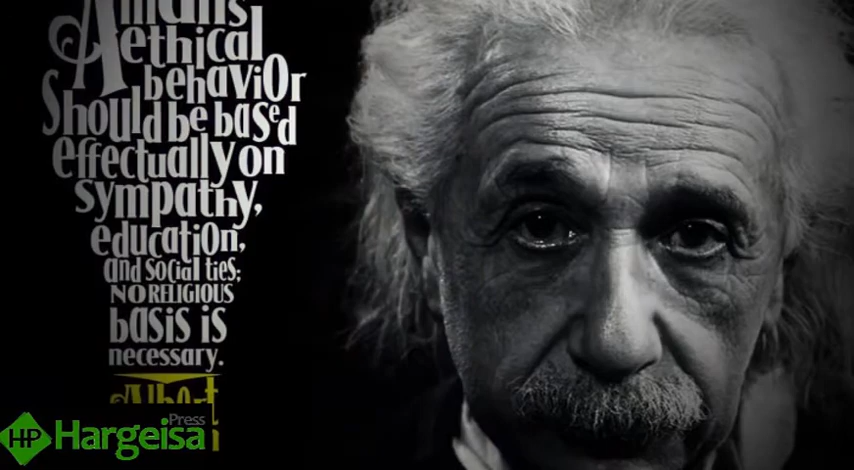 A man's
ethical
behavior
Should be based
effectually on
sympathy,
education,
and social ties;
NO RELIGIOUS
basis is
necessary.
Albert
Press
HP Hargeisa